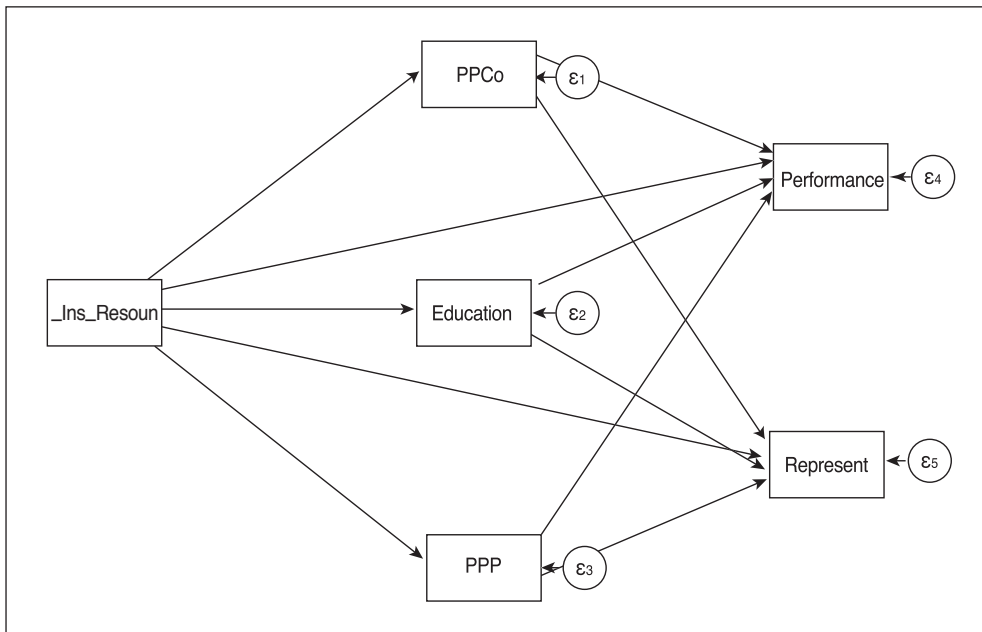 PPCo
ε1
Performance
ε4
_Ins_Resoun
Education
ε2
Represent
ε5
PPP
ε3